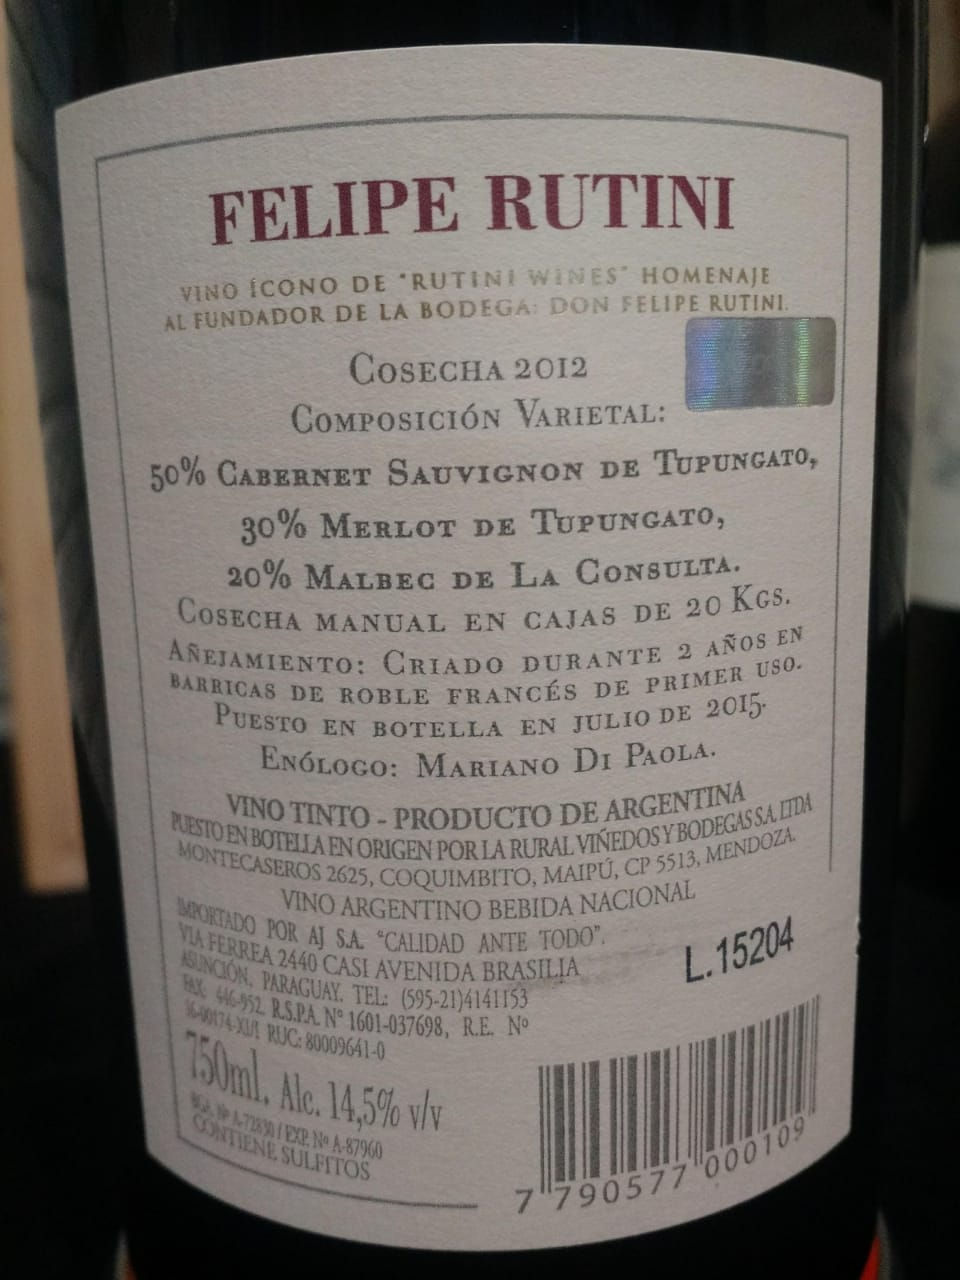 FELIPE RUTINI
VINO ÍCONO DE "RUTINI WINES" HOMENAJE
AL FUNDADOR DE LA BODEGA: DON FELIPE RUTINI.
COSECHA 2012
COMPOSICIÓN VARIETAL:
50% CABERNET SAUVIGNON DE TUPUNGATO,
30% MERLOT DE TUPUNGATO,
20% MALBEC DE LA CONSULTA.
COSECHA MANUAL EN CAJAS DE 20 KGS.
AÑEJAMIENTO: CRIADO DURANTE 2 AÑOS EN
BARRICAS DE ROBLE FRANCÉS DE PRIMER USO.
PUESTO EN BOTELLA EN JULIO DE 2015.
ENÓLOGO: MARIANO DI PAOLA.
VINO TINTO - PRODUCTO DE ARGENTINA
PUESTO EN BOTELLA EN ORIGEN POR LA RURAL VIÑEDOS Y BODEGAS S.A. LTDA
MONTECASEROS 2625, COQUIMBITO, MAIPÚ, CP 5513, MENDOZA.
VINO ARGENTINO BEBIDA NACIONAL
IMPORTADO POR AJ S.A. "CALIDAD ANTE TODO".
VIA FERREA 2440 CASI AVENIDA BRASILIA
ASUNCIÓN, PARAGUAY. TEL: (595-21)4141153
FAX: 446-952. R.S.P.A. Nº 1601-037698, R.E. Nº
16-00174-XI/1 RUC: 80009641-0
L.15204
750ml. Alc. 14,5% v/v
BGA. Nº A-72830 / EXP. Nº A-87960
CONTIENE SULFITOS
7 790577 000109